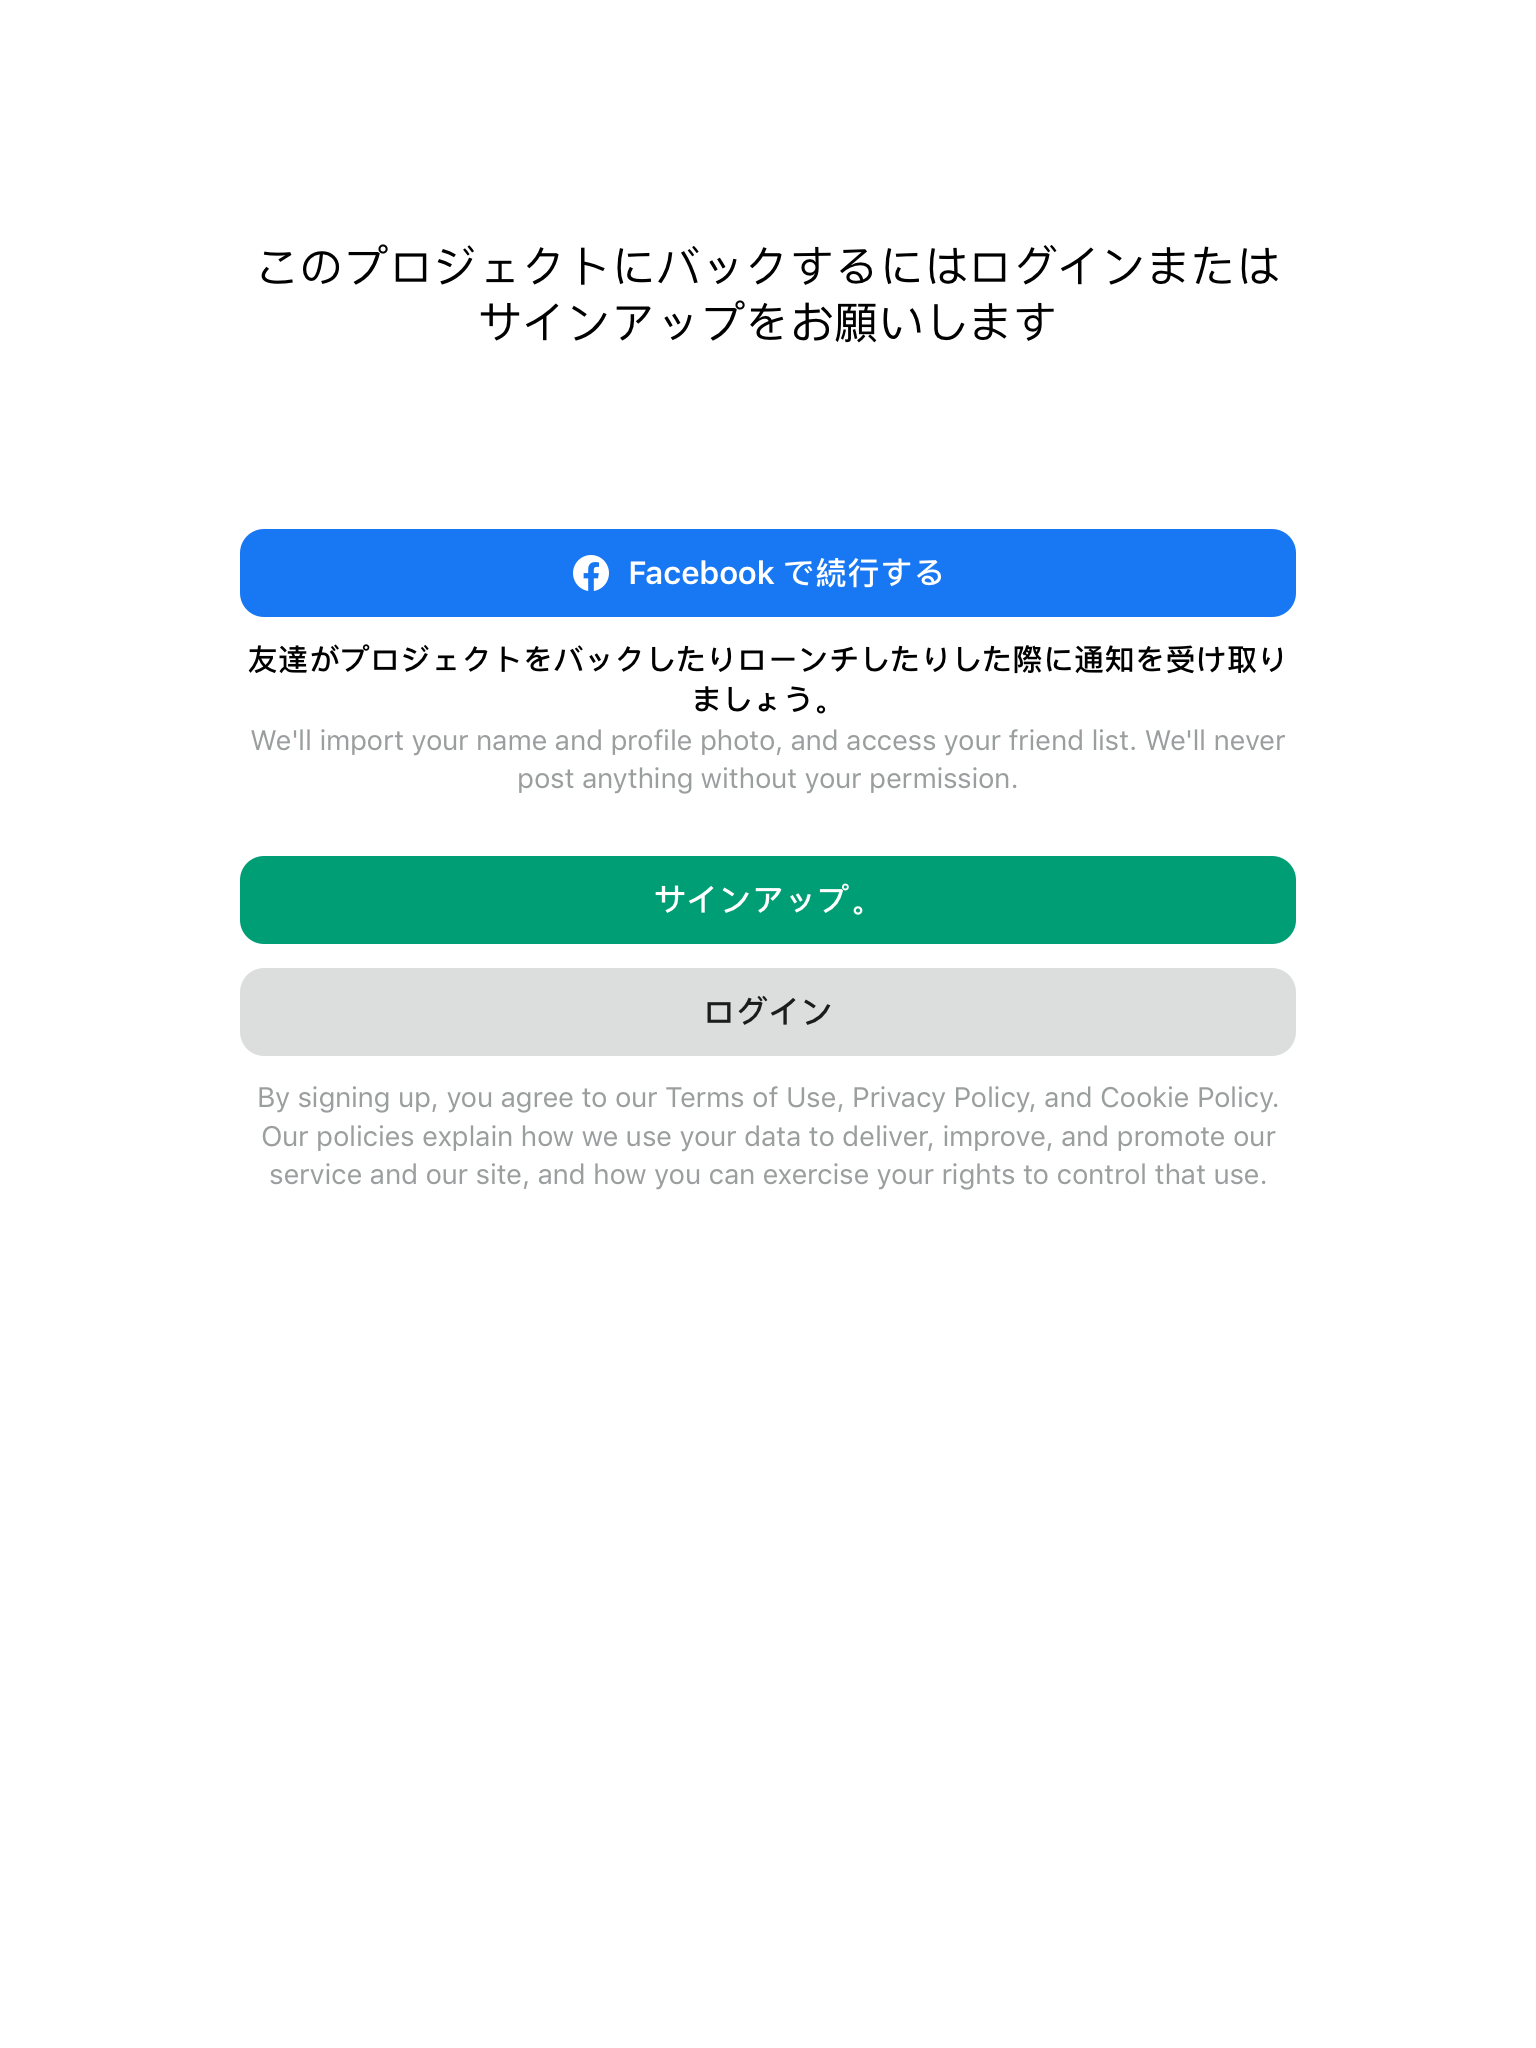 このプロジェクトにバックするにはログインまたは
サインアップをお願いします
Facebook で続行する
友達がプロジェクトをバックしたりローンチしたりした際に通知を受け取り
ましょう。
We'll import your name and profile photo, and access your friend list. We'll never
post anything without your permission.
サインアップ。
ログイン
By signing up, you agree to our Terms of Use, Privacy Policy, and Cookie Policy.
Our policies explain how we use your data to deliver, improve, and promote our
service and our site, and how you can exercise your rights to control that use.